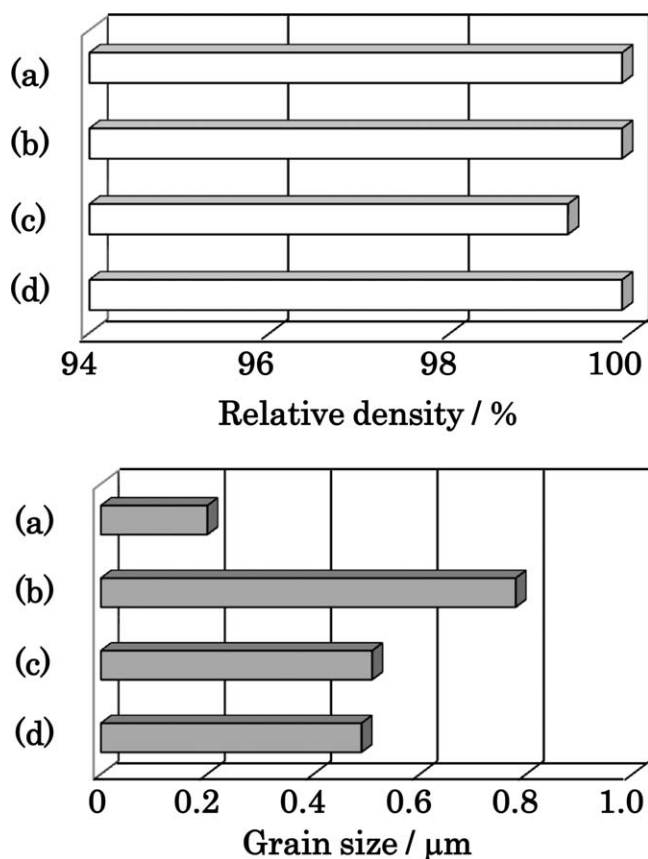 (a)
(b)
(c)
(d)
94 96 98 100
Relative density / %
(a)
(b)
(c)
(d)
0 0.2 0.4 0.6 0.8 1.0
Grain size / μm